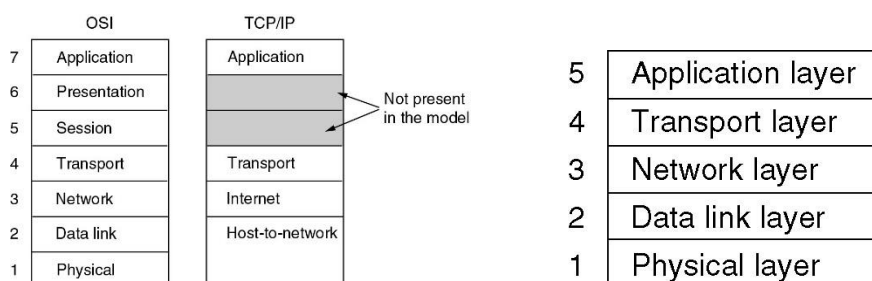 OSI TCP/IP
7 Application Application
6 Presentation
Not present
5 Session
in the model
4 Transport Transport
3 Network Internet
2 Data link Host-to-network
1 Physical
5 Application layer
4 Transport layer
3 Network layer
2 Data link layer
1 Physical layer